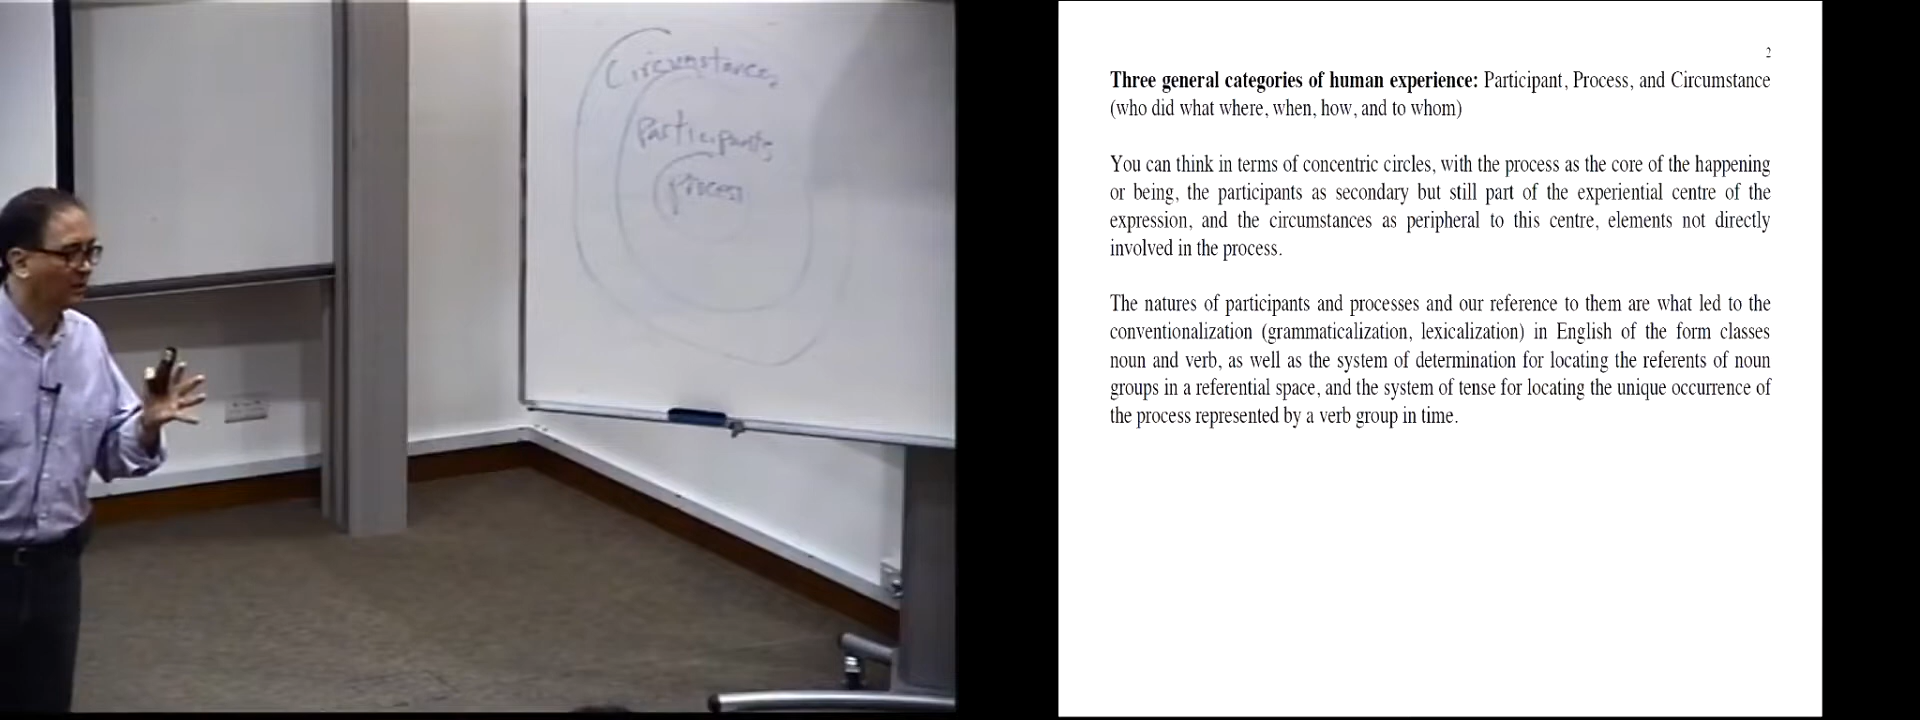 Circumstances
Participants
Process
2
Three general categories of human experience: Participant, Process, and Circumstance
(who did what where, when, how, and to whom)
You can think in terms of concentric circles, with the process as the core of the happening
or being, the participants as secondary but still part of the experiential centre of the
expression, and the circumstances as peripheral to this centre, elements not directly
involved in the process.
The natures of participants and processes and our reference to them are what led to the
conventionalization (grammaticalization, lexicalization) in English of the form classes
noun and verb, as well as the system of determination for locating the referents of noun
groups in a referential space, and the system of tense for locating the unique occurrence of
the process represented by a verb group in time.